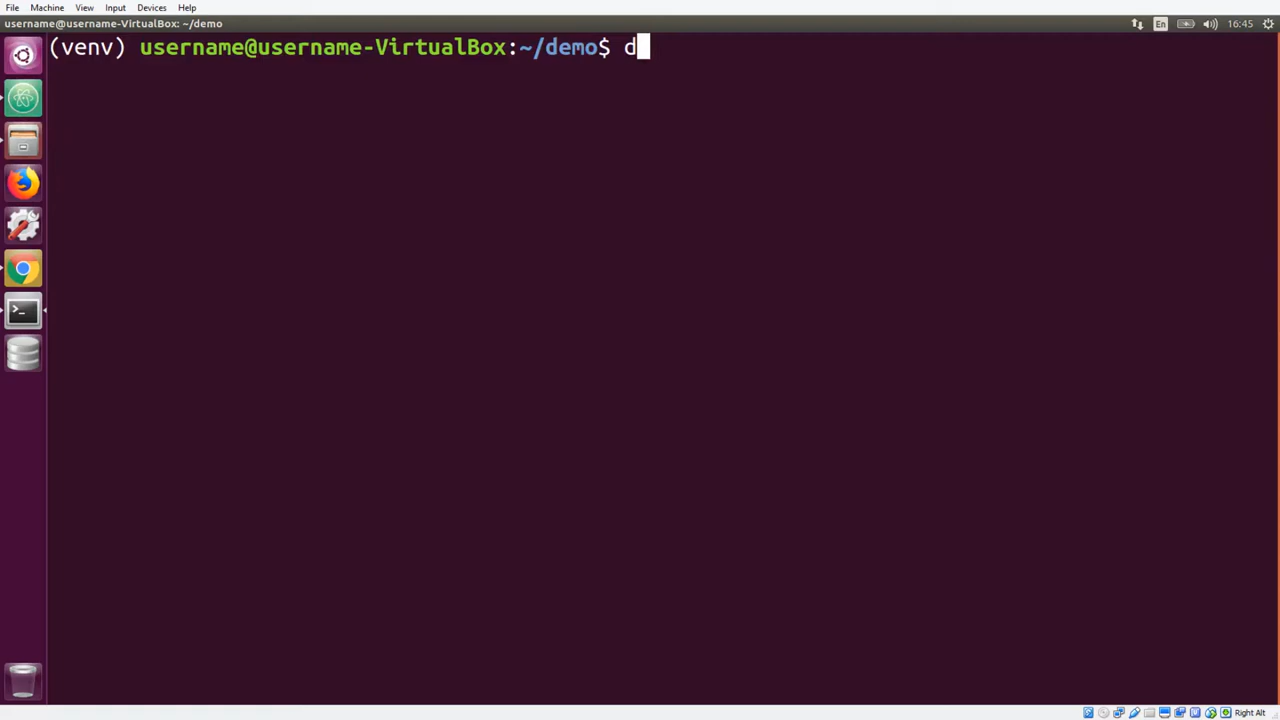 File Machine View Input Devices Help
username@username-VirtualBox: ~/demo En 16:45
(venv) username@username-VirtualBox:~/demo$ d
>_
Right Alt